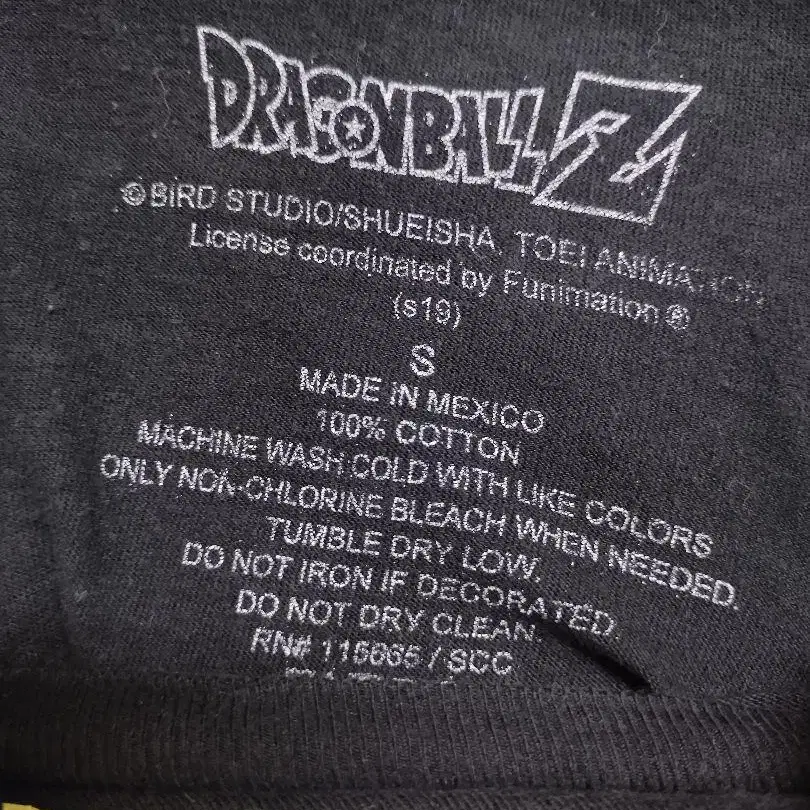 DRAGONBALL Z
©BIRD STUDIO/SHUEISHA, TOEI ANIMATION
License coordinated by Funimation®
(s19)
S
MADE IN MEXICO
100% COTTON
MACHINE WASH COLD WITH LIKE COLORS
ONLY NON-CHLORINE BLEACH WHEN NEEDED.
TUMBLE DRY LOW.
DO NOT IRON IF DECORATED.
DO NOT DRY CLEAN.
RN# 115665 / SCC